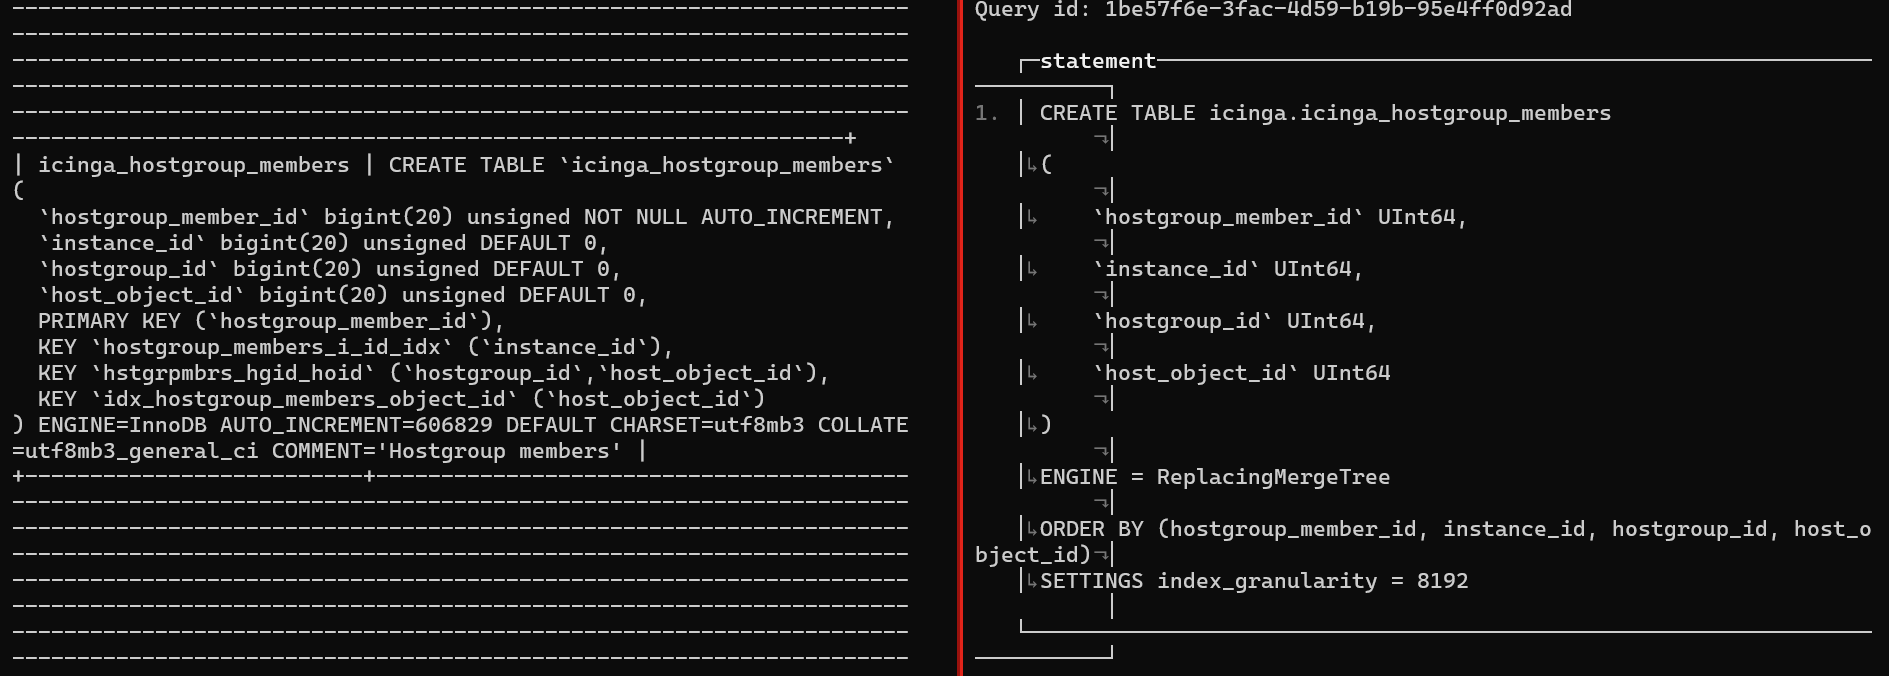 | icinga_hostgroup_members | CREATE TABLE `icinga_hostgroup_members`
(
  `hostgroup_member_id` bigint(20) unsigned NOT NULL AUTO_INCREMENT,
  `instance_id` bigint(20) unsigned DEFAULT 0,
  `hostgroup_id` bigint(20) unsigned DEFAULT 0,
  `host_object_id` bigint(20) unsigned DEFAULT 0,
  PRIMARY KEY (`hostgroup_member_id`),
  KEY `hostgroup_members_i_id_idx` (`instance_id`),
  KEY `hstgrpmbrs_hgid_hoid` (`hostgroup_id`,`host_object_id`),
  KEY `idx_hostgroup_members_object_id` (`host_object_id`)
) ENGINE=InnoDB AUTO_INCREMENT=606829 DEFAULT CHARSET=utf8mb3 COLLATE
=utf8mb3_general_ci COMMENT='Hostgroup members' |
Query id: 1be57f6e-3fac-4d59-b19b-95e4ff0d92ad
statement
1. │ CREATE TABLE icinga.icinga_hostgroup_members
│↳(
│↳    `hostgroup_member_id` UInt64,
│↳    `instance_id` UInt64,
│↳    `hostgroup_id` UInt64,
│↳    `host_object_id` UInt64
│↳)
│↳ENGINE = ReplacingMergeTree
│↳ORDER BY (hostgroup_member_id, instance_id, hostgroup_id, host_o
bject_id)
│↳SETTINGS index_granularity = 8192